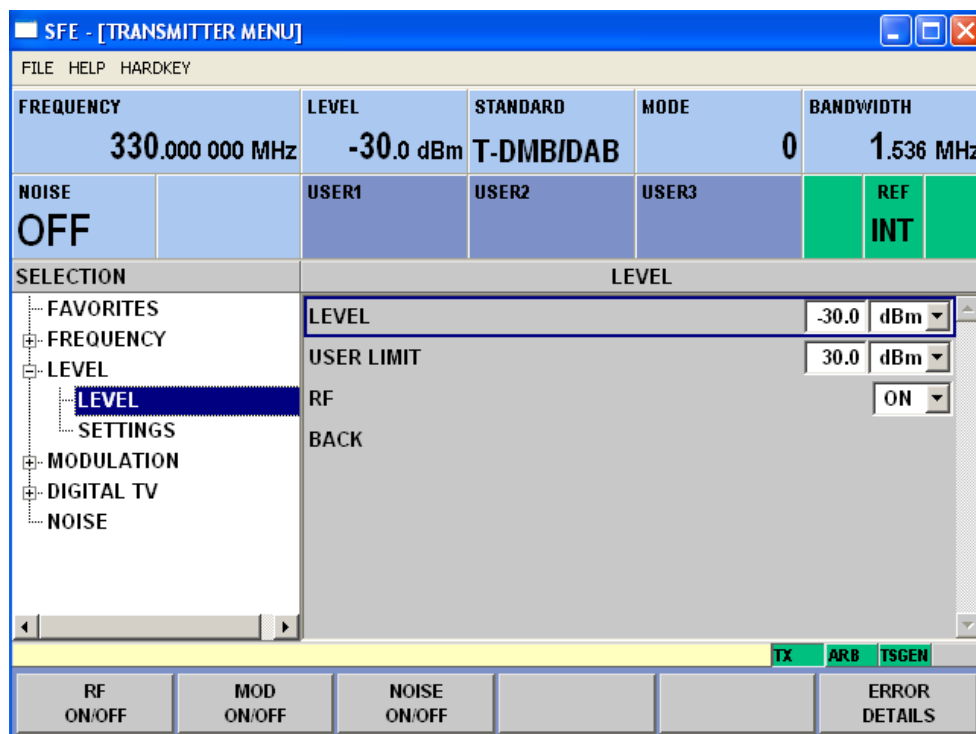 SFE - [TRANSMITTER MENU]
FILE HELP HARDKEY
FREQUENCY LEVEL STANDARD MODE BANDWIDTH
330.000 000 MHz -30.0 dBm T-DMB/DAB 0 1.536 MHz
NOISE USER1 USER2 USER3 REF
OFF INT
SELECTION LEVEL
FAVORITES
FREQUENCY
LEVEL
LEVEL
SETTINGS
MODULATION
DIGITAL TV
NOISE
LEVEL -30.0 dBm
USER LIMIT 30.0 dBm
RF ON
BACK
TX ARB TSGEN
RF ON/OFF MOD ON/OFF NOISE ON/OFF ERROR DETAILS